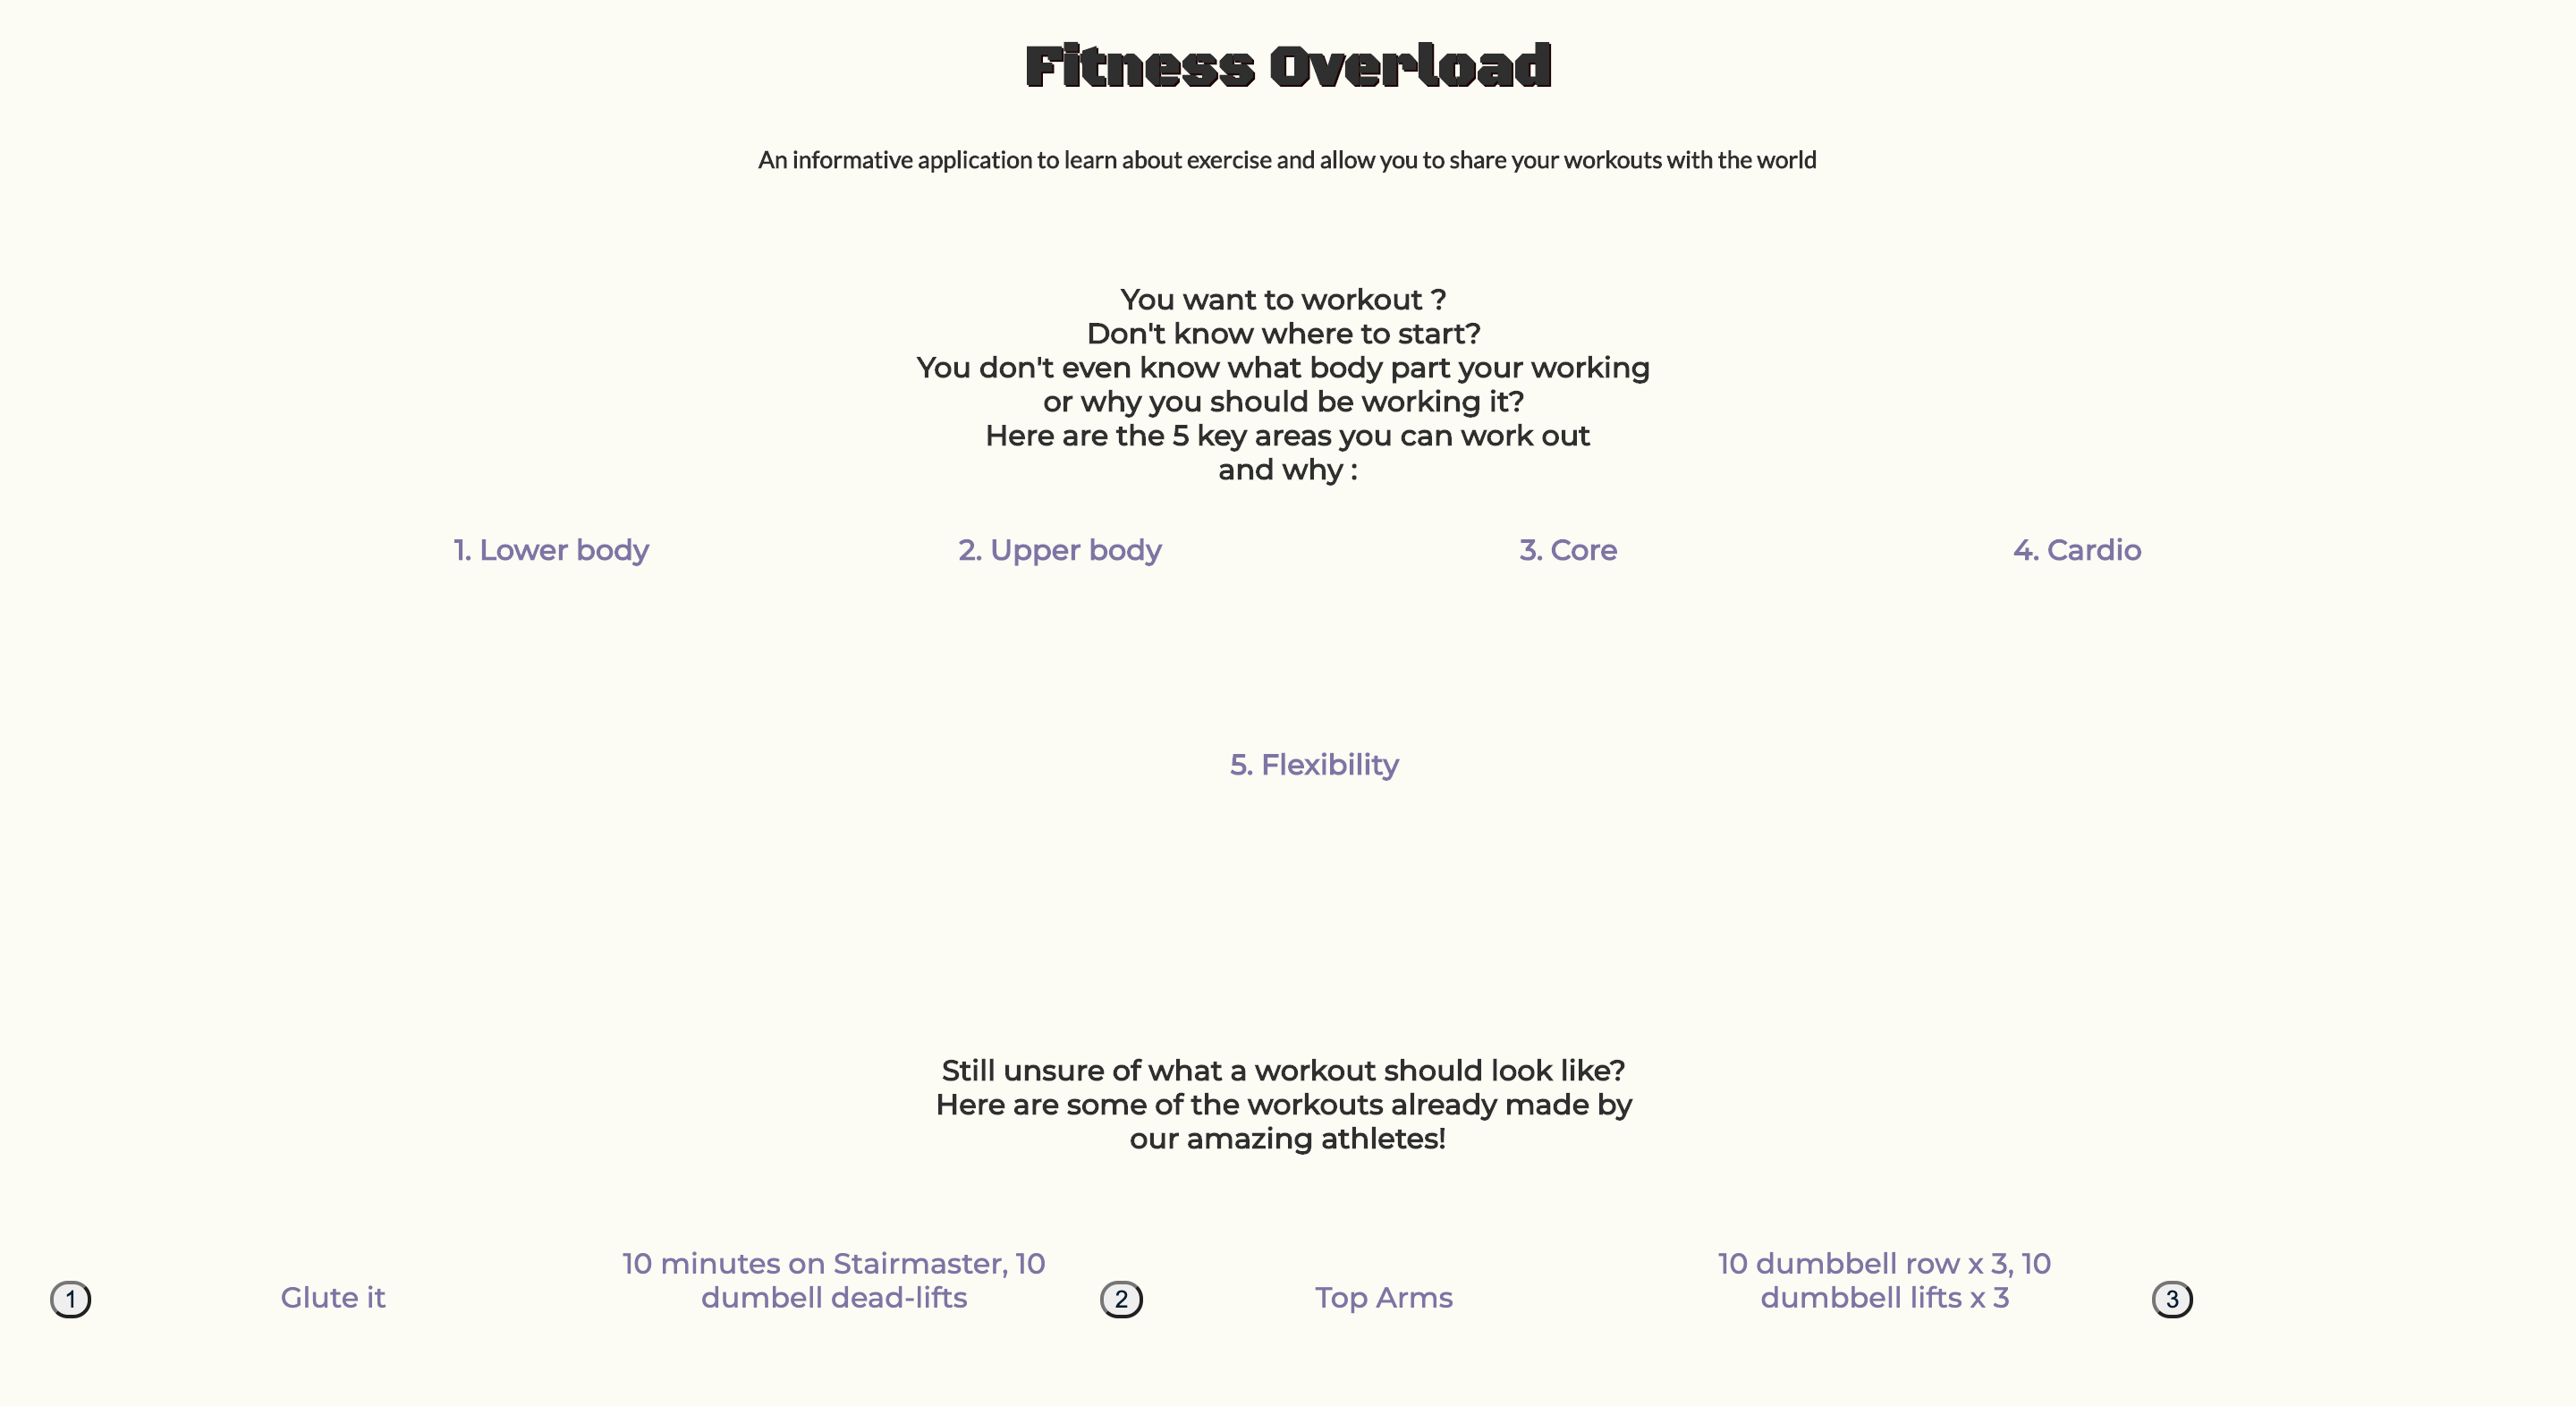 Fitness Overload
An informative application to learn about exercise and allow you to share your workouts with the world
You want to workout ?
Don't know where to start?
You don't even know what body part your working
or why you should be working it?
Here are the 5 key areas you can work out
and why :
1. Lower body
2. Upper body
3. Core
4. Cardio
5. Flexibility
Still unsure of what a workout should look like?
Here are some of the workouts already made by
our amazing athletes!
1
Glute it
10 minutes on Stairmaster, 10
dumbell dead-lifts
2
Top Arms
10 dumbbell row x 3, 10
dumbbell lifts x 3
3